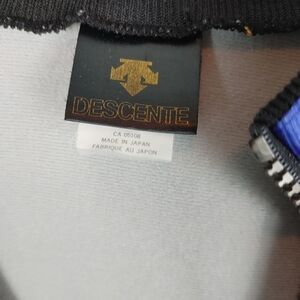 DESCENTE
CA 05108
MADE IN JAPAN
FABRIQUE AU JAPON